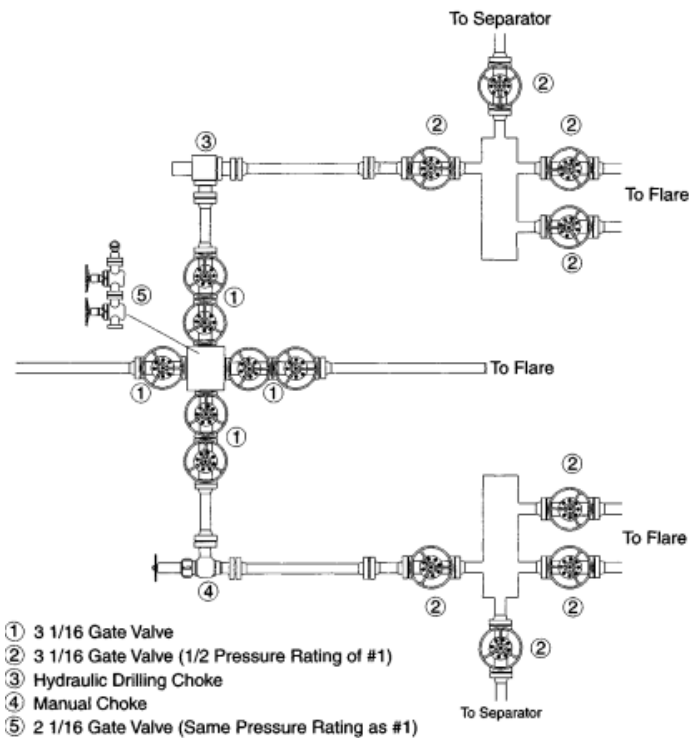 To Separator
②
②
②
③
To Flare
②
⑤
①
To Flare
①
①
①
②
To Flare
④
②
②
②
To Separator
① 3 1/16 Gate Valve
② 3 1/16 Gate Valve (1/2 Pressure Rating of #1)
③ Hydraulic Drilling Choke
④ Manual Choke
⑤ 2 1/16 Gate Valve (Same Pressure Rating as #1)